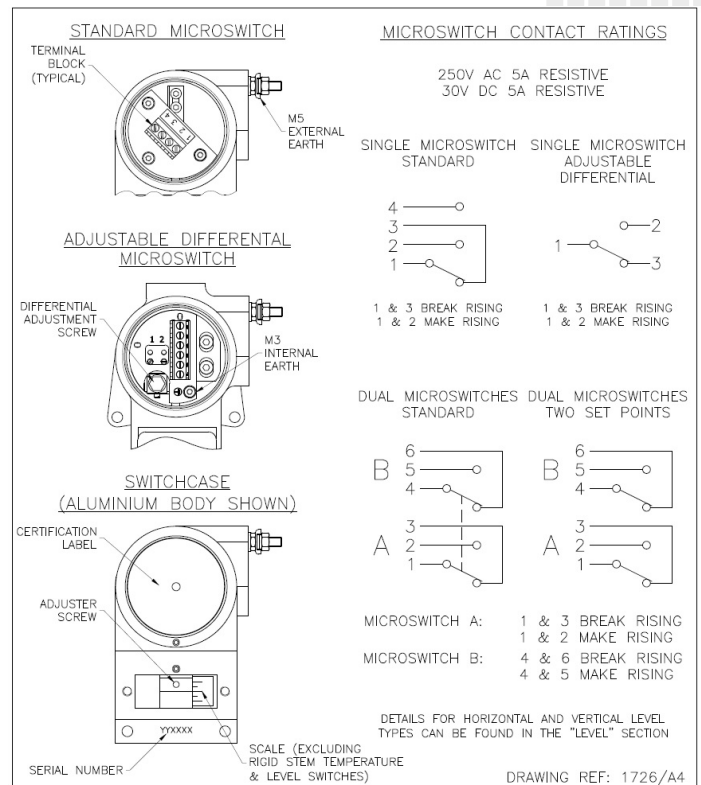 STANDARD MICROSWITCH
TERMINAL
BLOCK
(TYPICAL)
1 2 3 4
M5
EXTERNAL
EARTH
ADJUSTABLE DIFFERENTAL
MICROSWITCH
DIFFERENTIAL
ADJUSTMENT
SCREW
1 2
M3
INTERNAL
EARTH
SWITCHCASE
(ALUMINIUM BODY SHOWN)
CERTIFICATION
LABEL
ADJUSTER
SCREW
YYXXXX
SERIAL NUMBER
SCALE (EXCLUDING
RIGID STEM TEMPERATURE
& LEVEL SWITCHES)
MICROSWITCH CONTACT RATINGS
250V AC 5A RESISTIVE
30V DC 5A RESISTIVE
SINGLE MICROSWITCH
STANDARD
4
3
2
1
1 & 3 BREAK RISING
1 & 2 MAKE RISING
SINGLE MICROSWITCH
ADJUSTABLE
DIFFERENTIAL
2
1
3
1 & 3 BREAK RISING
1 & 2 MAKE RISING
DUAL MICROSWITCHES
STANDARD
6
B 5
4
3
A 2
1
DUAL MICROSWITCHES
TWO SET POINTS
6
B 5
4
3
A 2
1
MICROSWITCH A: 1 & 3 BREAK RISING
1 & 2 MAKE RISING
MICROSWITCH B: 4 & 6 BREAK RISING
4 & 5 MAKE RISING
DETAILS FOR HORIZONTAL AND VERTICAL LEVEL
TYPES CAN BE FOUND IN THE "LEVEL" SECTION
DRAWING REF: 1726/A4